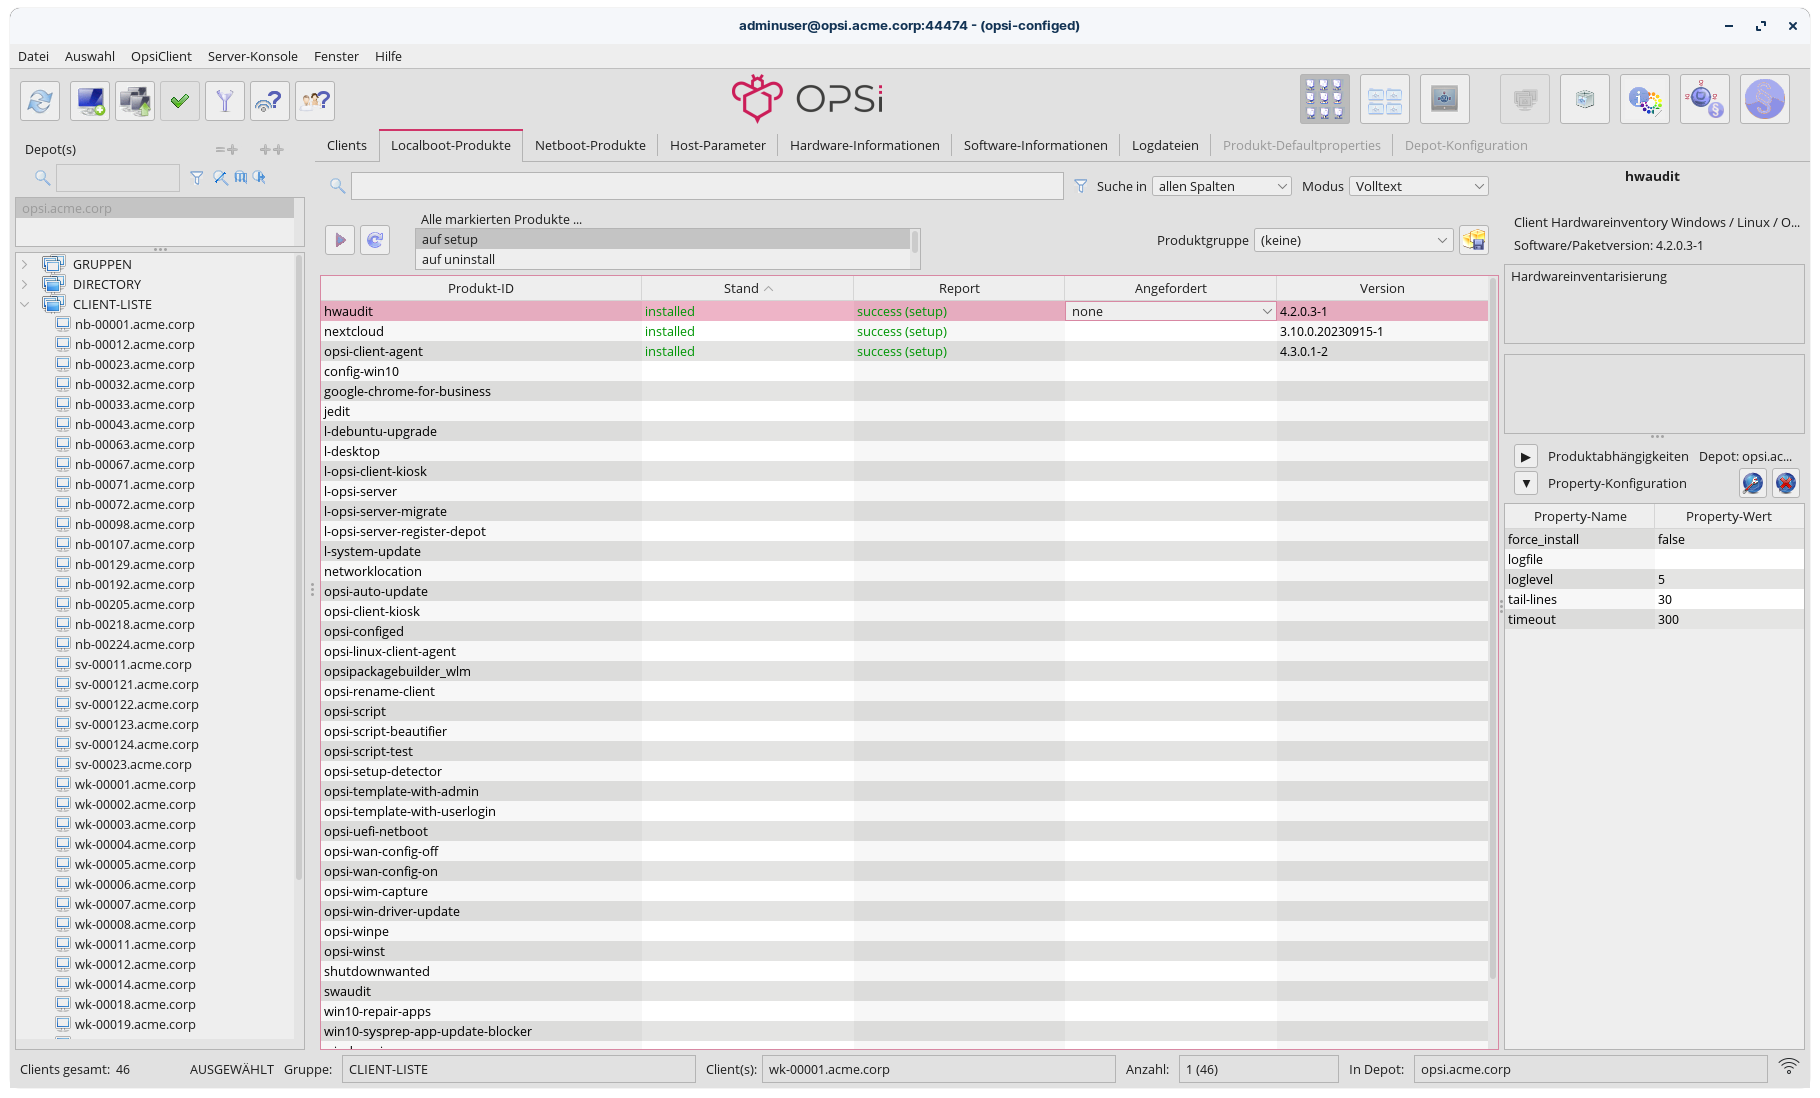 adminuser@opsi.acme.corp:44474 - (opsi-configed)
Datei Auswahl OpsiClient Server-Konsole Fenster Hilfe
OPSi
Depot(s)
Clients Localboot-Produkte Netboot-Produkte Host-Parameter Hardware-Informationen Software-Informationen Logdateien Produkt-Defaultproperties Depot-Konfiguration
opsi.acme.corp
GRUPPEN
DIRECTORY
CLIENT-LISTE
nb-00001.acme.corp
nb-00012.acme.corp
nb-00023.acme.corp
nb-00032.acme.corp
nb-00033.acme.corp
nb-00043.acme.corp
nb-00063.acme.corp
nb-00067.acme.corp
nb-00071.acme.corp
nb-00072.acme.corp
nb-00098.acme.corp
nb-00107.acme.corp
nb-00129.acme.corp
nb-00192.acme.corp
nb-00205.acme.corp
nb-00218.acme.corp
nb-00224.acme.corp
sv-00011.acme.corp
sv-000121.acme.corp
sv-000122.acme.corp
sv-000123.acme.corp
sv-000124.acme.corp
sv-00023.acme.corp
wk-00001.acme.corp
wk-00002.acme.corp
wk-00003.acme.corp
wk-00004.acme.corp
wk-00005.acme.corp
wk-00006.acme.corp
wk-00007.acme.corp
wk-00008.acme.corp
wk-00011.acme.corp
wk-00012.acme.corp
wk-00014.acme.corp
wk-00018.acme.corp
wk-00019.acme.corp
Suche in allen Spalten Modus Volltext
Alle markierten Produkte ...
auf setup
auf uninstall
Produktgruppe (keine)
Produkt-ID Stand Report Angefordert Version
hwaudit installed success (setup) none 4.2.0.3-1
nextcloud installed success (setup) 3.10.0.20230915-1
opsi-client-agent installed success (setup) 4.3.0.1-2
config-win10
google-chrome-for-business
jedit
l-debuntu-upgrade
l-desktop
l-opsi-client-kiosk
l-opsi-server
l-opsi-server-migrate
l-opsi-server-register-depot
l-system-update
networklocation
opsi-auto-update
opsi-client-kiosk
opsi-configed
opsi-linux-client-agent
opsipackagebuilder_wlm
opsi-rename-client
opsi-script
opsi-script-beautifier
opsi-script-test
opsi-setup-detector
opsi-template-with-admin
opsi-template-with-userlogin
opsi-uefi-netboot
opsi-wan-config-off
opsi-wan-config-on
opsi-wim-capture
opsi-win-driver-update
opsi-winpe
opsi-winst
shutdownwanted
swaudit
win10-repair-apps
win10-sysprep-app-update-blocker
hwaudit
Client Hardwareinventory Windows / Linux / O...
Software/Paketversion: 4.2.0.3-1
Hardwareinventarisierung
Produktabhängigkeiten Depot: opsi.ac...
Property-Konfiguration
Property-Name Property-Wert
force_install false
logfile
loglevel 5
tail-lines 30
timeout 300
Clients gesamt: 46 AUSGEWÄHLT Gruppe: CLIENT-LISTE Client(s): wk-00001.acme.corp Anzahl: 1 (46) In Depot: opsi.acme.corp